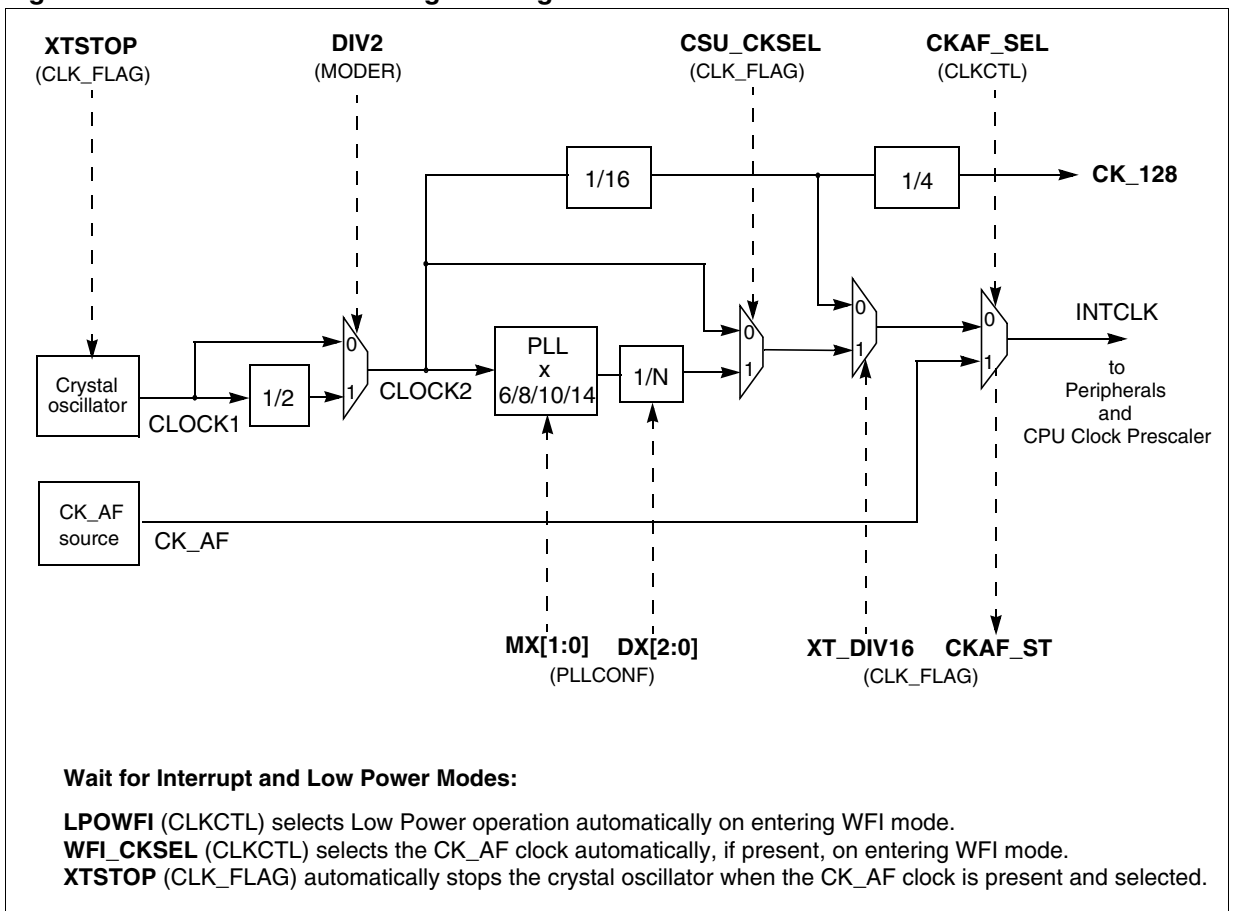 XTSTOP
(CLK_FLAG)
DIV2
(MODER)
CSU_CKSEL
(CLK_FLAG)
CKAF_SEL
(CLKCTL)
1/16
1/4
CK_128
Crystal
oscillator
CLOCK1
1/2
0
1
CLOCK2
PLL
x
6/8/10/14
1/N
0
1
0
1
0
1
INTCLK
to
Peripherals
and
CPU Clock Prescaler
CK_AF
source
CK_AF
MX[1:0]
DX[2:0]
(PLLCONF)
XT_DIV16
CKAF_ST
(CLK_FLAG)
Wait for Interrupt and Low Power Modes:
LPOWFI (CLKCTL) selects Low Power operation automatically on entering WFI mode.
WFI_CKSEL (CLKCTL) selects the CK_AF clock automatically, if present, on entering WFI mode.
XTSTOP (CLK_FLAG) automatically stops the crystal oscillator when the CK_AF clock is present and selected.